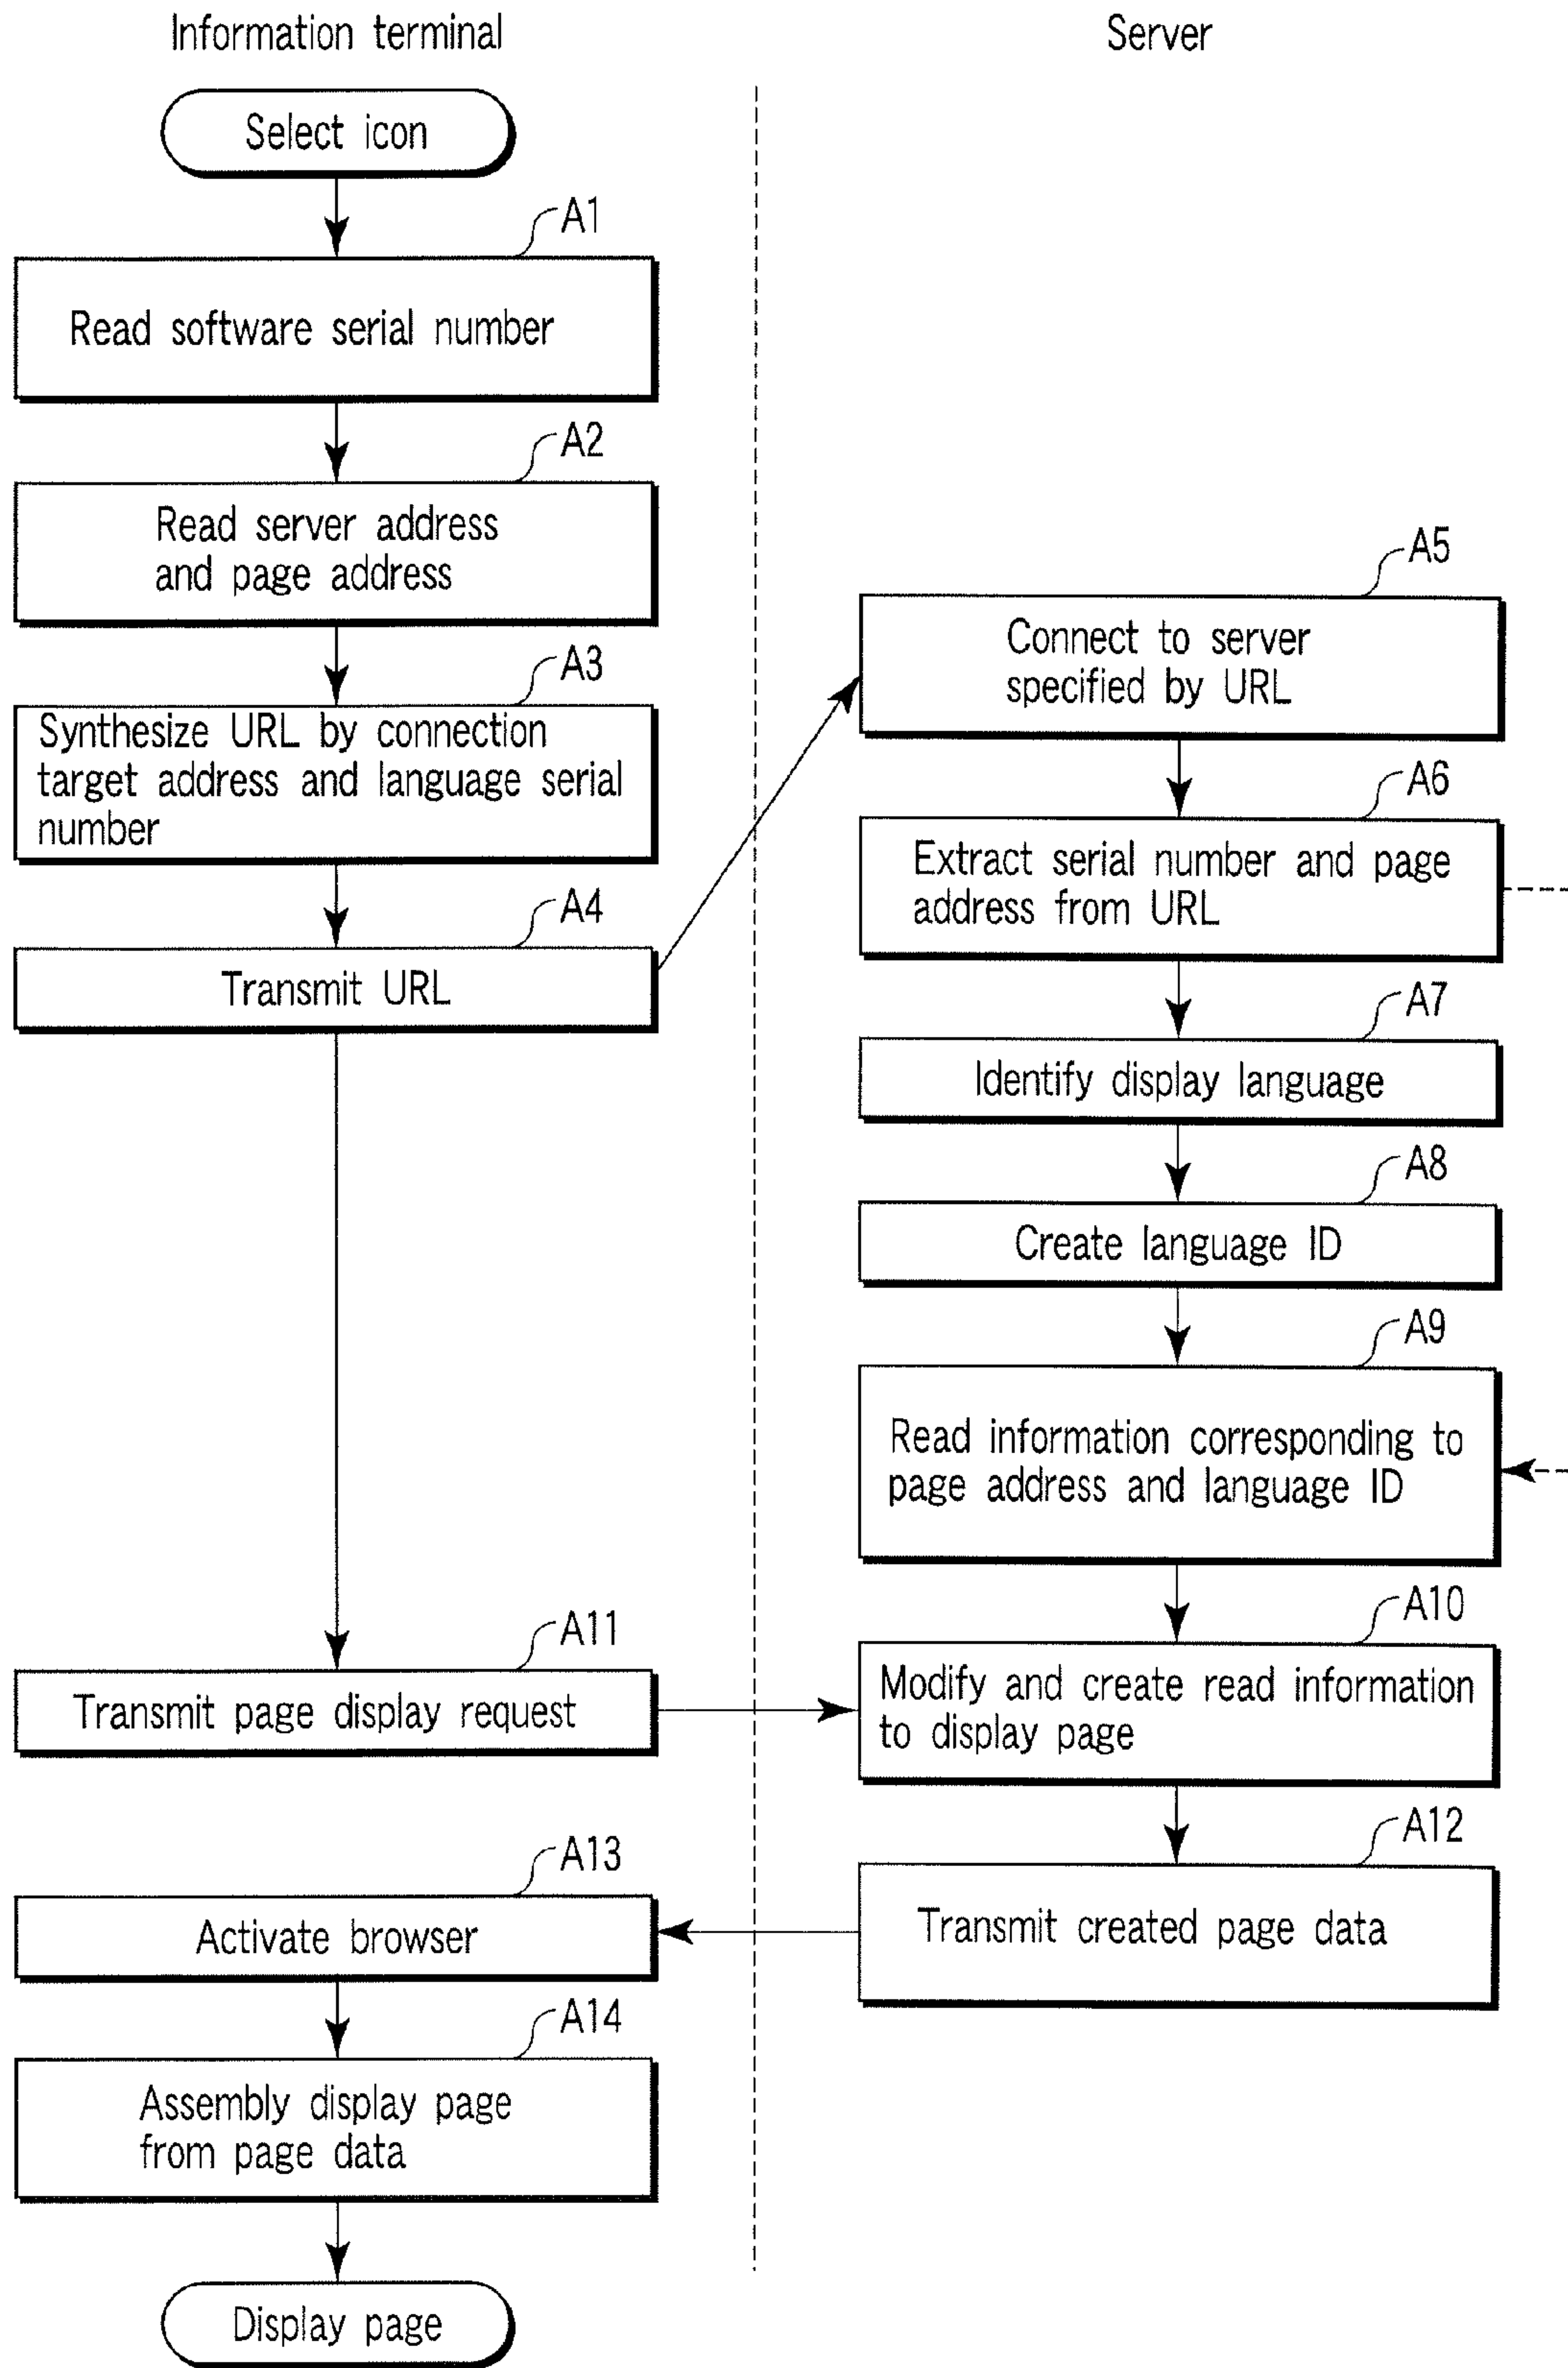 Information terminal
Server
Select icon
A1
Read software serial number
A2
Read server address
and page address
A3
Synthesize URL by connection
target address and language serial
number
A4
Transmit URL
A5
Connect to server
specified by URL
A6
Extract serial number and page
address from URL
A7
Identify display language
A8
Create language ID
A9
Read information corresponding to
page address and language ID
A10
Modify and create read information
to display page
A11
Transmit page display request
A12
Transmit created page data
A13
Activate browser
A14
Assembly display page
from page data
Display page